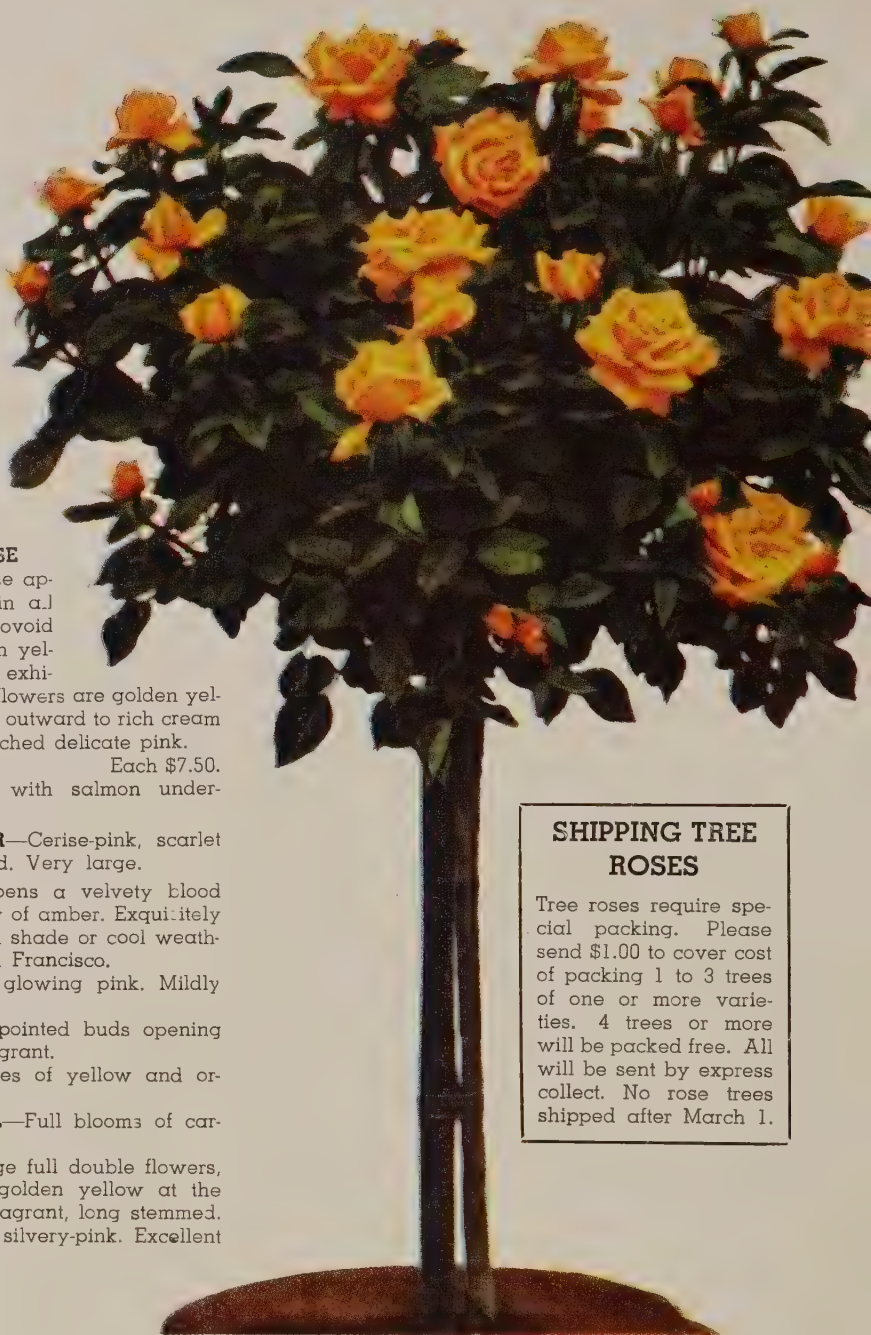 SE
e ap-
in all
ovoid
n yel-
exhi-
lowers are golden yel-
outward to rich cream
ched delicate pink.
Each $7.50.
with salmon under-
R—Cerise-pink, scarlet
d. Very large.
pens a velvety blood
r of amber. Exquisitely
shade or cool weath-
Francisco.
glowing pink. Mildly
pointed buds opening
grant.
es of yellow and or-
.—Full blooms of car-
ge full double flowers,
golden yellow at the
agrant, long stemmed.
silvery-pink. Excellent
SHIPPING TREE
ROSES
Tree roses require spe-
cial packing. Please
send $1.00 to cover cost
of packing 1 to 3 trees
of one or more varie-
ties. 4 trees or more
will be packed free. All
will be sent by express
collect. No rose trees
shipped after March 1.